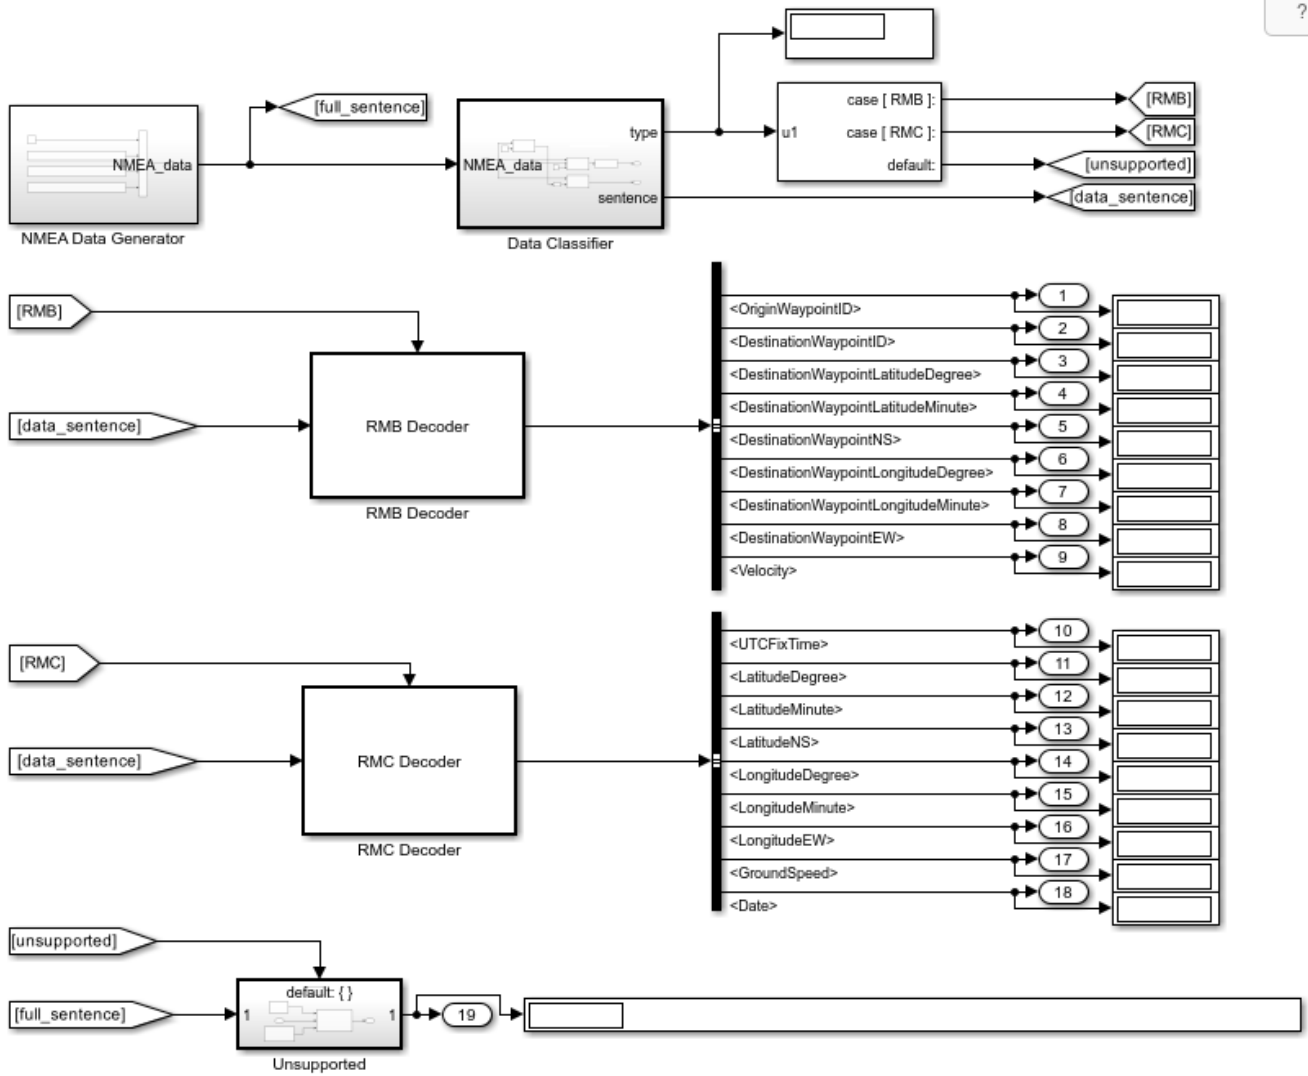 ?
[full_sentence]
NMEA_data
NMEA Data Generator
NMEA_data
type
sentence
Data Classifier
u1
case [ RMB ]:
case [ RMC ]:
default:
[RMB]
[RMC]
[unsupported]
[data_sentence]
[RMB]
[data_sentence]
RMB Decoder
RMB Decoder
1
<OriginWaypointID>
2
<DestinationWaypointID>
3
<DestinationWaypointLatitudeDegree>
4
<DestinationWaypointLatitudeMinute>
5
<DestinationWaypointNS>
6
<DestinationWaypointLongitudeDegree>
7
<DestinationWaypointLongitudeMinute>
8
<DestinationWaypointEW>
9
<Velocity>
[RMC]
[data_sentence]
RMC Decoder
RMC Decoder
10
<UTCFixTime>
11
<LatitudeDegree>
12
<LatitudeMinute>
13
<LatitudeNS>
14
<LongitudeDegree>
15
<LongitudeMinute>
16
<LongitudeEW>
17
<GroundSpeed>
18
<Date>
[unsupported]
[full_sentence]
default: { }
1
1
Unsupported
19